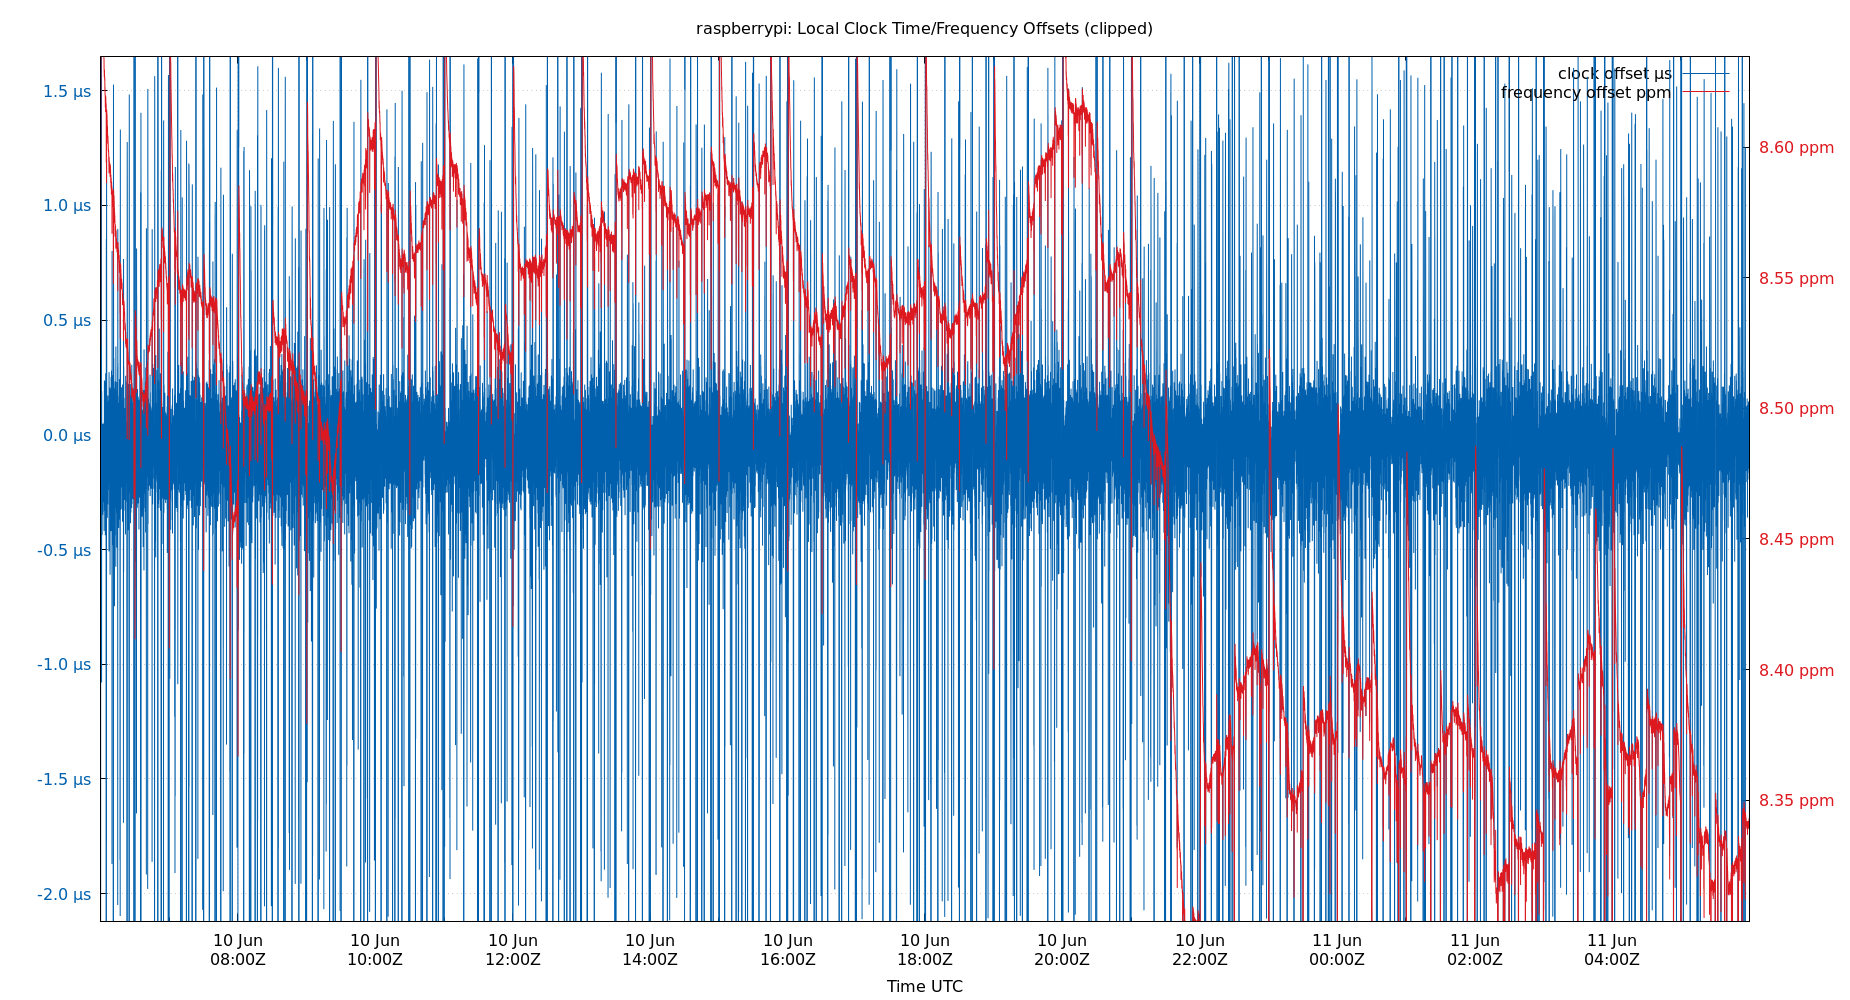 raspberrypi: Local Clock Time/Frequency Offsets (clipped)
clock offset µs
frequency offset ppm
1.5 µs
1.0 µs
0.5 µs
0.0 µs
-0.5 µs
-1.0 µs
-1.5 µs
-2.0 µs
8.60 ppm
8.55 ppm
8.50 ppm
8.45 ppm
8.40 ppm
8.35 ppm
10 Jun
08:00Z
10 Jun
10:00Z
10 Jun
12:00Z
10 Jun
14:00Z
10 Jun
16:00Z
10 Jun
18:00Z
10 Jun
20:00Z
10 Jun
22:00Z
11 Jun
00:00Z
11 Jun
02:00Z
11 Jun
04:00Z
Time UTC